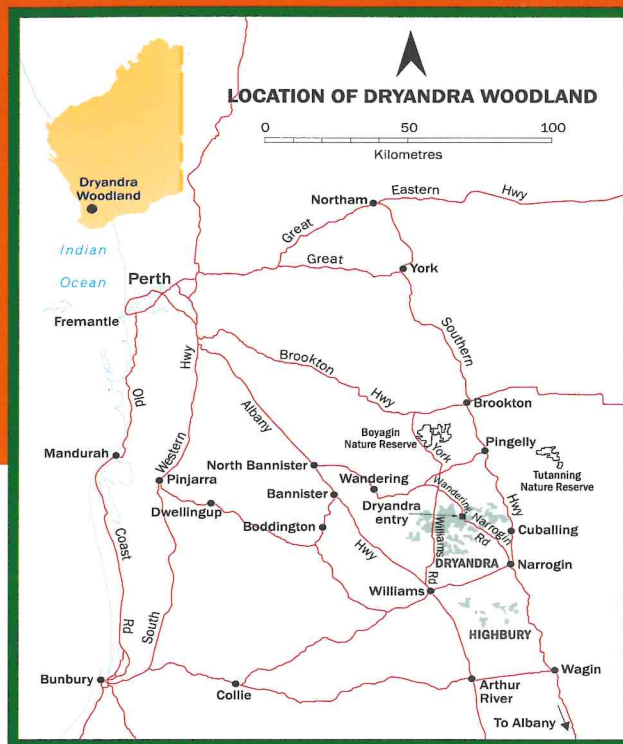 LOCATION OF DRYANDRA WOODLAND
0 50 100
Kilometres
Dryandra
Woodland
Indian
Ocean
Northam
Eastern Hwy
Great
Great
York
Perth
Fremantle
Southern
Hwy
Old
Brookton
Hwy
Brookton
Albany
Boyagin
Nature Reserve
York
Pingelly
Tutanning
Nature Reserve
Mandurah
Western
Pinjarra
North Bannister
Wandering
Wandering
Bannister
Dryandra
entry
Narrogin
Rd
Hwy
Dwellingup
Boddington
Cuballing
Coast
Hwy
Williams
Rd
DRYANDRA
Narrogin
Williams
Rd
South
HIGHBURY
Bunbury
Collie
Arthur
River
Wagin
To Albany